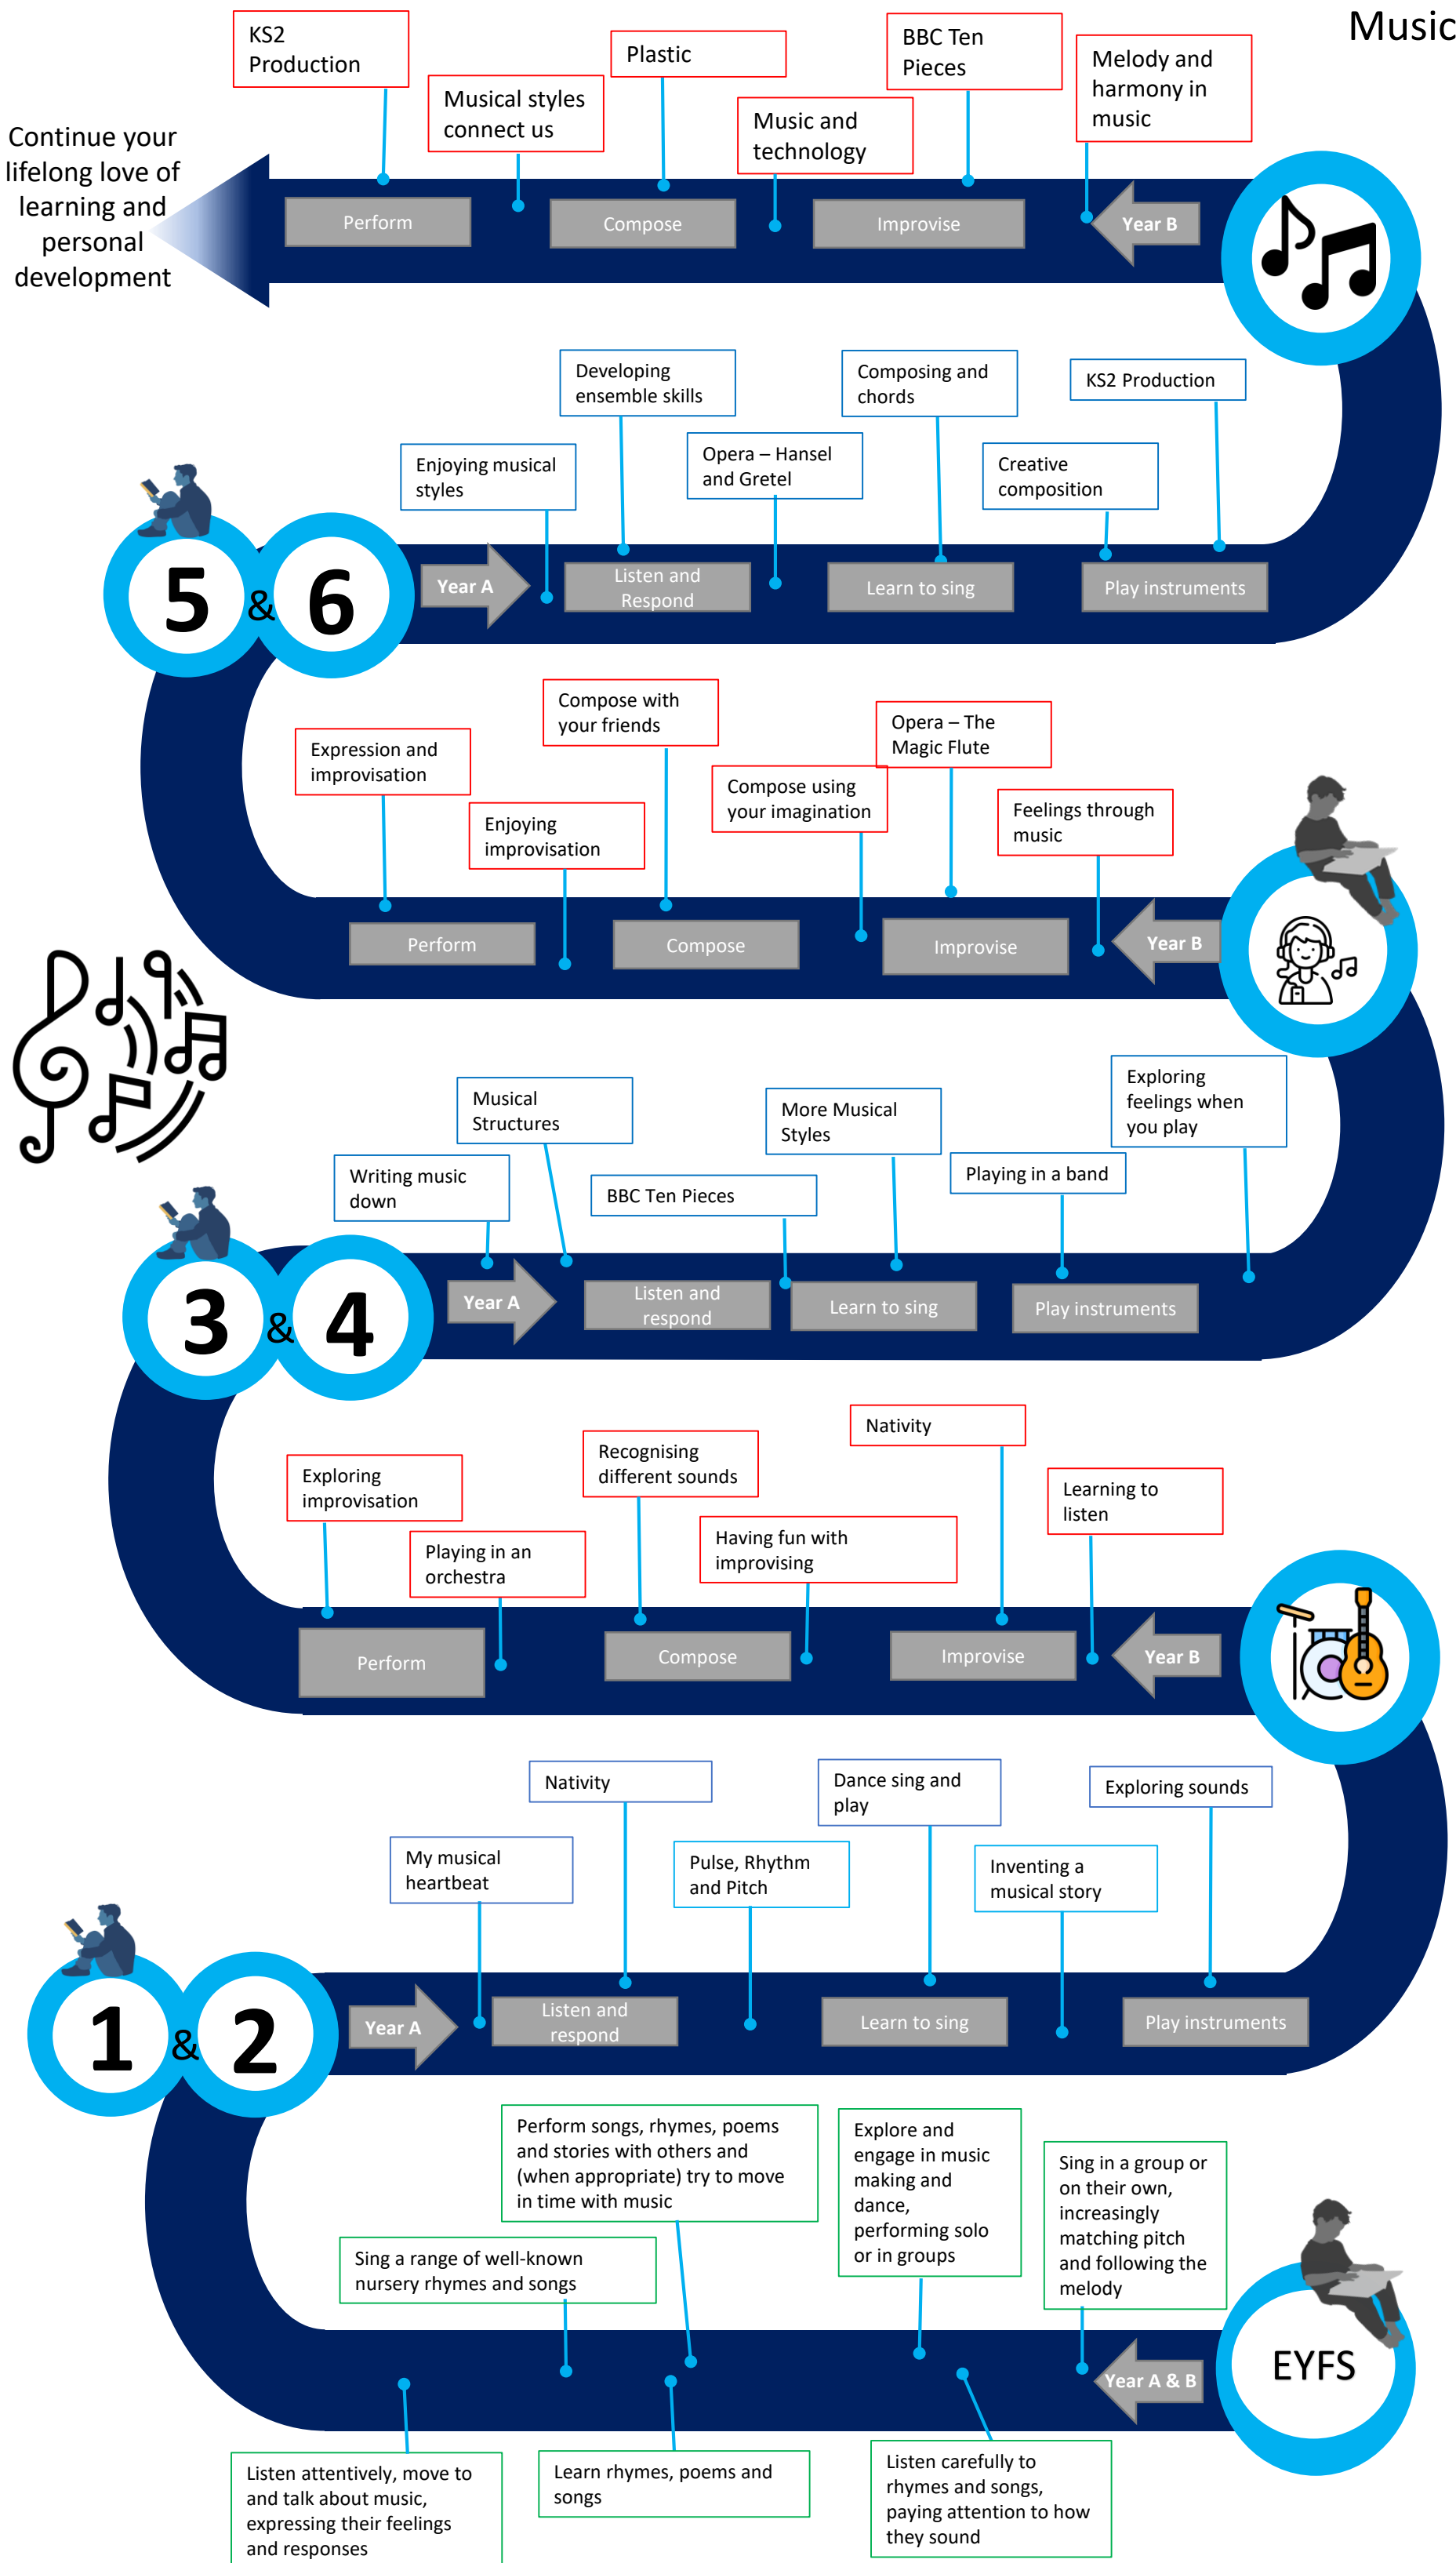 Music
KS2
Production
Musical styles
connect us
Plastic
Music and
technology
BBC Ten
Pieces
Melody and
harmony in
music
Continue your
lifelong love of
learning and
personal
development
Perform
Compose
Improvise
Year B
Enjoying musical
styles
Developing
ensemble skills
Opera – Hansel
and Gretel
Composing and
chords
Creative
composition
KS2 Production
5 & 6
Year A
Listen and
Respond
Learn to sing
Play instruments
Expression and
improvisation
Enjoying
improvisation
Compose with
your friends
Compose using
your imagination
Opera – The
Magic Flute
Feelings through
music
Perform
Compose
Improvise
Year B
Writing music
down
Musical
Structures
BBC Ten Pieces
More Musical
Styles
Playing in a band
Exploring
feelings when
you play
3 & 4
Year A
Listen and
respond
Learn to sing
Play instruments
Exploring
improvisation
Playing in an
orchestra
Recognising
different sounds
Having fun with
improvising
Nativity
Learning to
listen
Perform
Compose
Improvise
Year B
My musical
heartbeat
Nativity
Pulse, Rhythm
and Pitch
Dance sing and
play
Inventing a
musical story
Exploring sounds
1 & 2
Year A
Listen and
respond
Learn to sing
Play instruments
Perform songs, rhymes, poems
and stories with others and
(when appropriate) try to move
in time with music
Sing a range of well-known
nursery rhymes and songs
Explore and
engage in music
making and
dance,
performing solo
or in groups
Sing in a group or
on their own,
increasingly
matching pitch
and following the
melody
Year A & B
EYFS
Listen attentively, move to
and talk about music,
expressing their feelings
and responses
Learn rhymes, poems and
songs
Listen carefully to
rhymes and songs,
paying attention to how
they sound